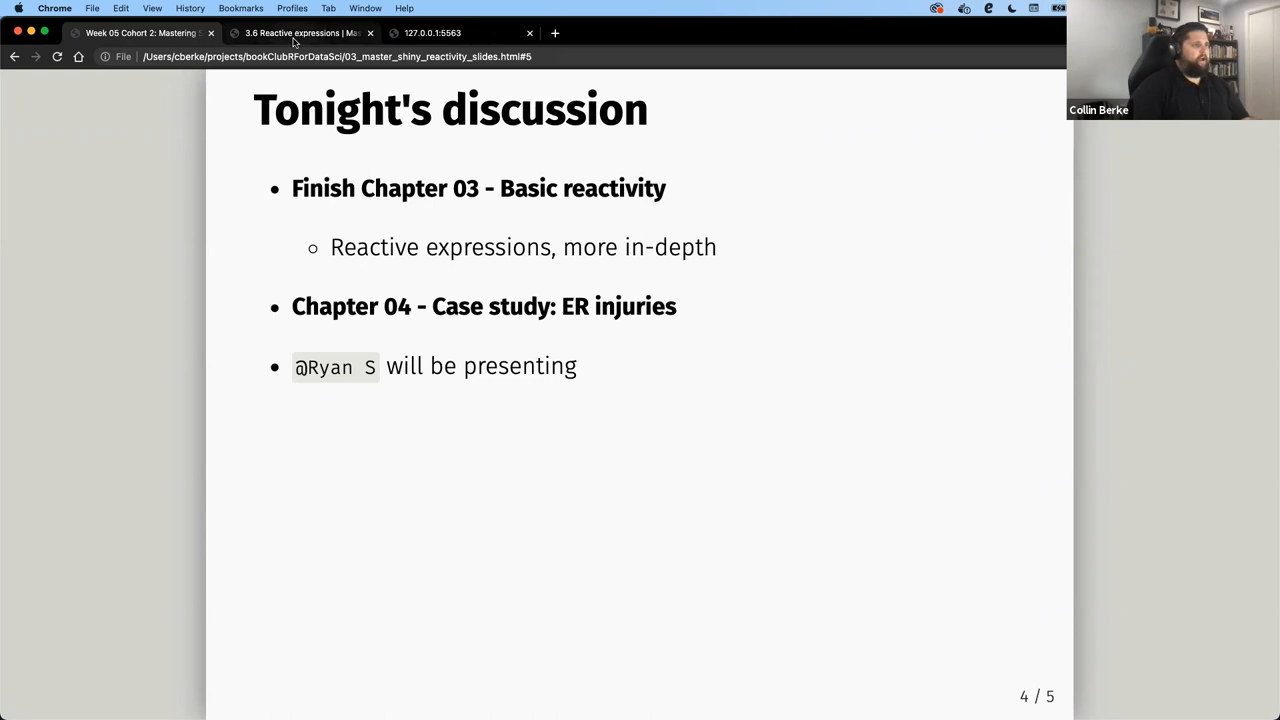 Chrome File Edit View History Bookmarks Profiles Tab Window Help
Week 05 Cohort 2: Mastering S
3.6 Reactive expressions | Mas
127.0.0.1:5563
File /Users/cberke/projects/bookClubRForDataSci/03_master_shiny_reactivity_slides.html#5
Collin Berke
Tonight's discussion
Finish Chapter 03 - Basic reactivity
Reactive expressions, more in-depth
Chapter 04 - Case study: ER injuries
@Ryan S will be presenting
4 / 5